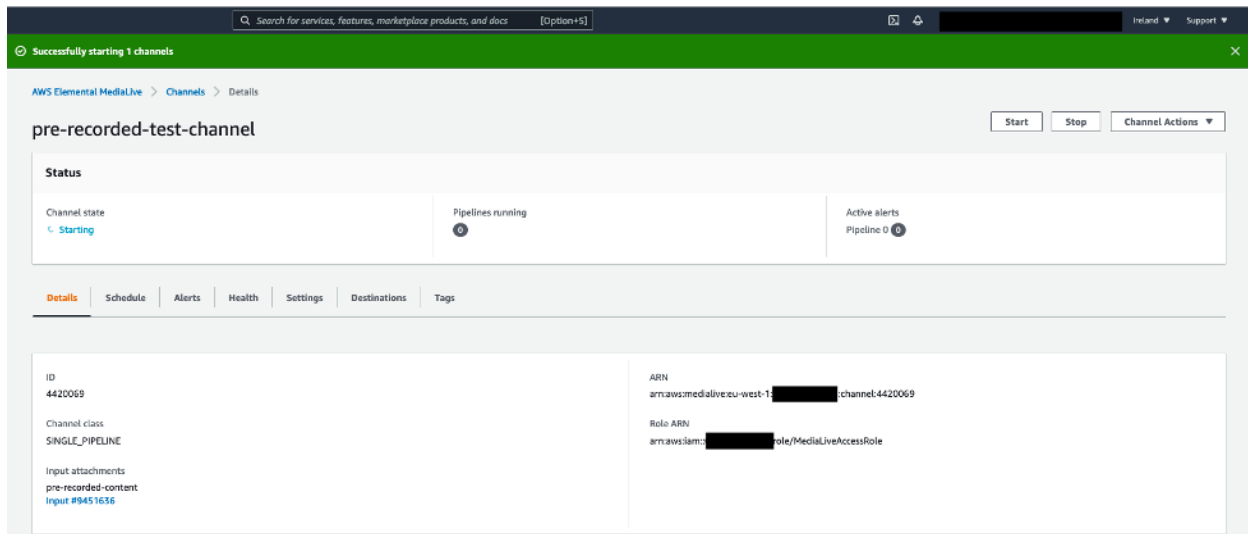 Search for services, features, marketplace products, and docs [Option+S]
Ireland ▼ Support ▼
Successfully starting 1 channels
AWS Elemental MediaLive > Channels > Details
pre-recorded-test-channel
Start Stop Channel Actions ▼
Status
Channel state Pipelines running Active alerts
Starting 0 Pipeline 0 0
Details Schedule Alerts Health Settings Destinations Tags
ID ARN
4420069 arn:aws:medialive:eu-west-1: :channel:4420069
Channel class Role ARN
SINGLE_PIPELINE arn:aws:iam:: role/MediaLiveAccessRole
Input attachments
pre-recorded-content
Input #9451636